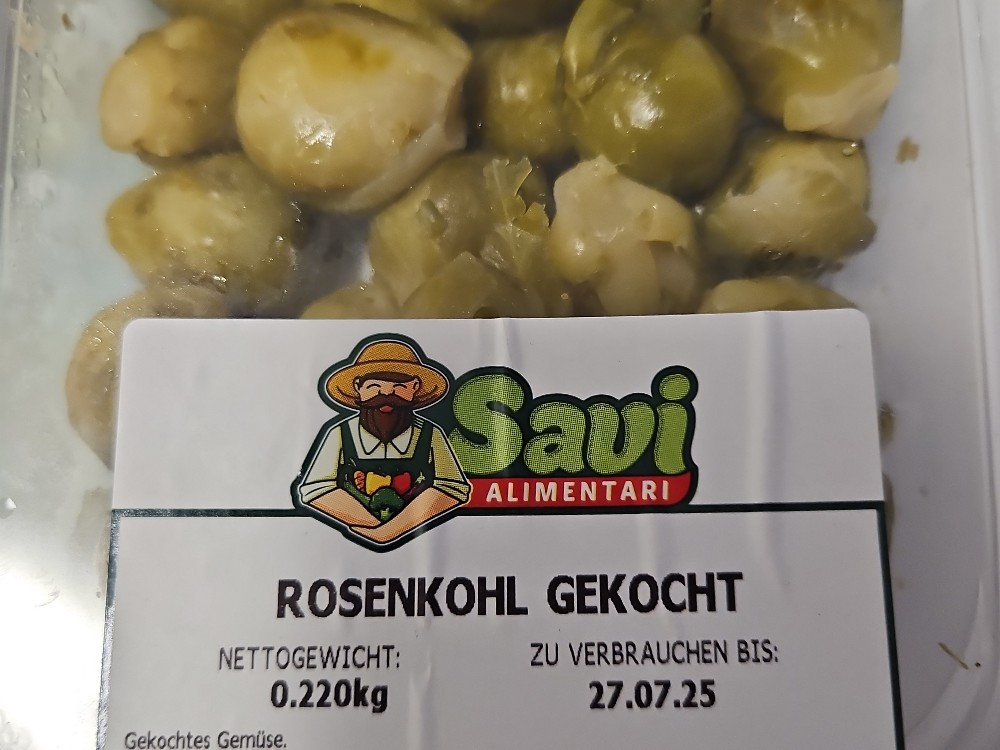 Savi
ALIMENTARI
ROSENKOHL GEKOCHT
NETTOGEWICHT:
0.220kg
ZU VERBRAUCHEN BIS:
27.07.25
Gekochtes Gemüse.